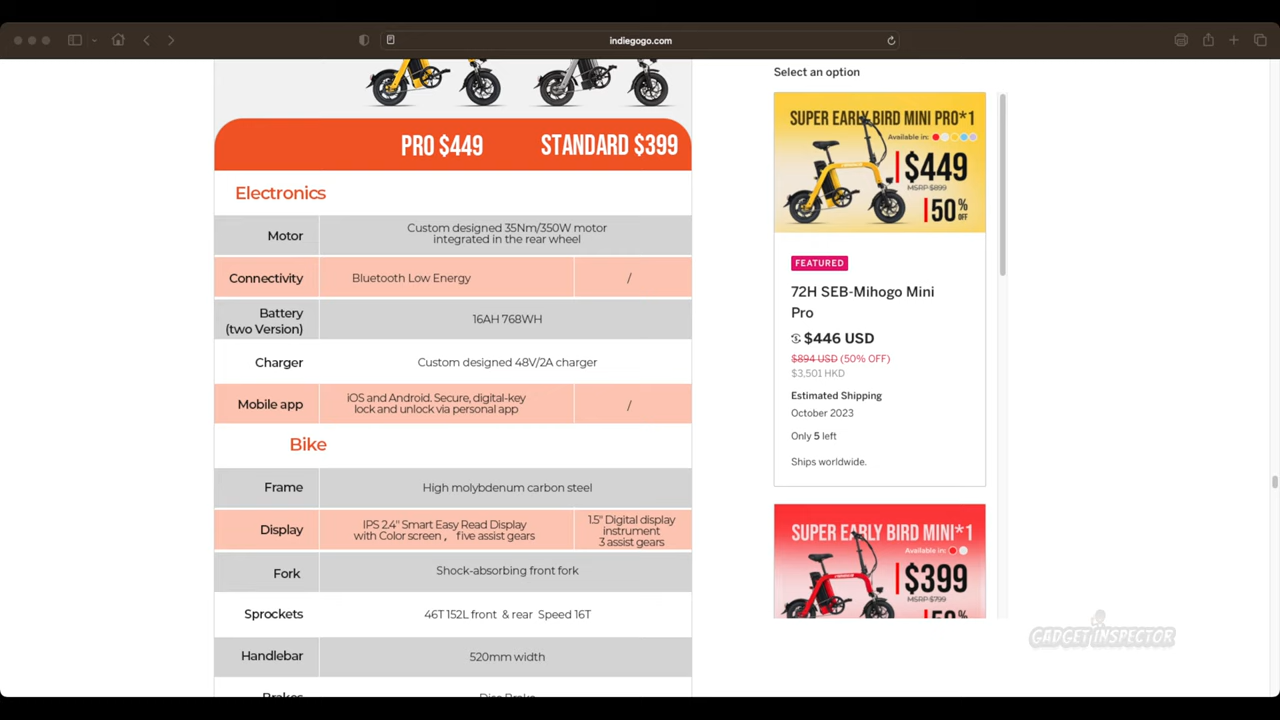 indiegogo.com
PRO $449
STANDARD $399
Electronics
Motor
Custom designed 35Nm/350W motor
integrated in the rear wheel
Connectivity
Bluetooth Low Energy
/
Battery
(two Version)
16AH 768WH
Charger
Custom designed 48V/2A charger
Mobile app
iOS and Android. Secure, digital-key
lock and unlock via personal app
/
Bike
Frame
High molybdenum carbon steel
Display
IPS 2.4" Smart Easy Read Display
with Color screen , five assist gears
1.5" Digital display
instrument
3 assist gears
Fork
Shock-absorbing front fork
Sprockets
46T 152L front & rear Speed 16T
Handlebar
520mm width
Brakes
Disc Brake
Select an option
SUPER EARLY BIRD MINI PRO*1
Available in:
$449
MSRP $899
50% OFF
FEATURED
72H SEB-Mihogo Mini
Pro
$446 USD
$894 USD (50% OFF)
$3,501 HKD
Estimated Shipping
October 2023
Only 5 left
Ships worldwide.
SUPER EARLY BIRD MINI*1
Available in:
$399
MSRP $799
50%
GADGET INSPECTOR